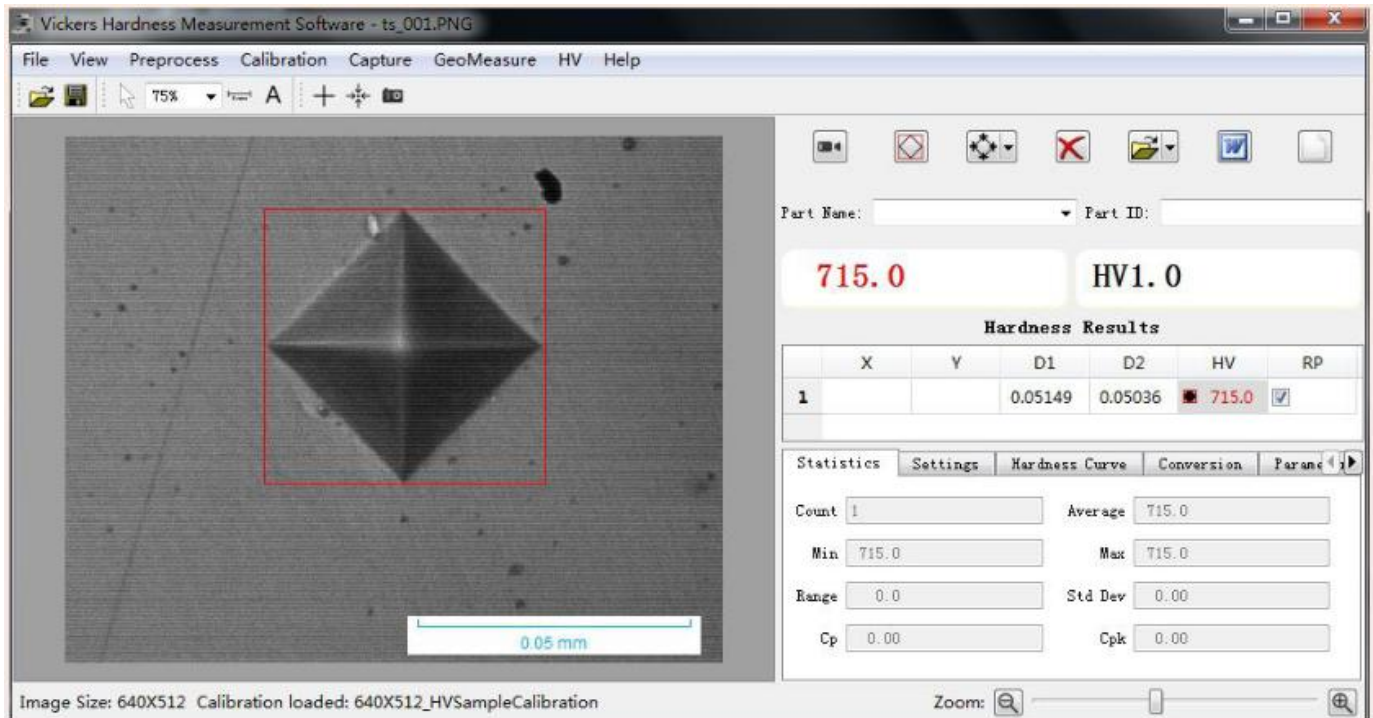 Vickers Hardness Measurement Software - ts_001.PNG
File View Preprocess Calibration Capture GeoMeasure HV Help
75% A
Part Name: Part ID:
715.0 HV1.0
Hardness Results
X Y D1 D2 HV RP
1 0.05149 0.05036 715.0
Statistics Settings Hardness Curve Conversion
Count 1 Average 715.0
Min 715.0 Max 715.0
Range 0.0 Std Dev 0.00
Cp 0.00 Cpk 0.00
0.05 mm
Image Size: 640X512 Calibration loaded: 640X512_HVSampleCalibration Zoom: